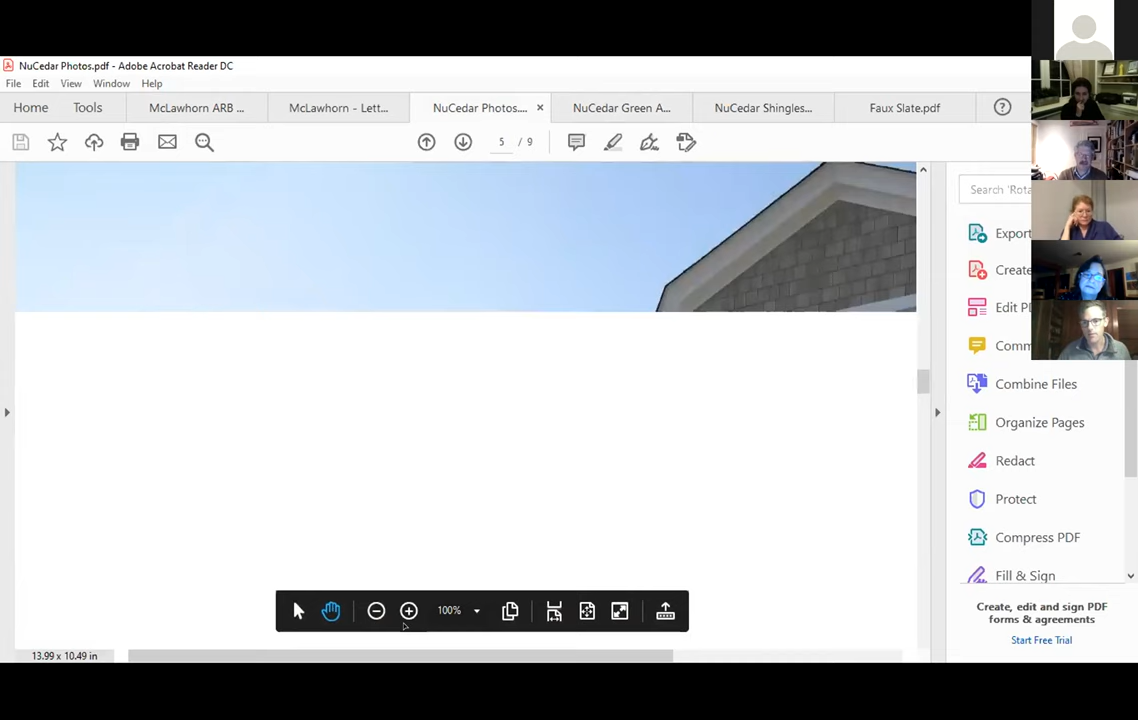 NuCedar Photos.pdf - Adobe Acrobat Reader DC
File Edit View Window Help
Home Tools McLawhorn ARB ... McLawhorn - Lett... NuCedar Photos.... × NuCedar Green A... NuCedar Shingles... Faux Slate.pdf ?
5 / 9
Search 'Rota
Export
Create
Edit PD
Comm
Combine Files
Organize Pages
Redact
Protect
Compress PDF
Fill & Sign
100%
Create, edit and sign PDF
forms & agreements
Start Free Trial
13.99 x 10.49 in